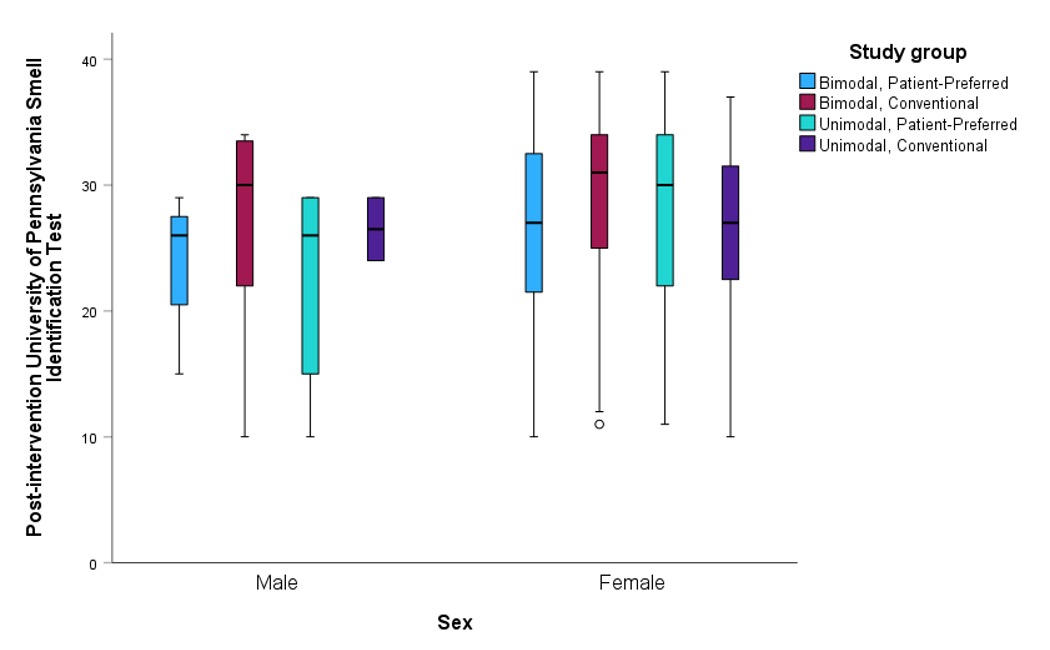 Post-intervention University of Pennsylvania Smell
Identification Test
40
30
20
10
0
Male
Female
Sex
Study group
Bimodal, Patient-Preferred
Bimodal, Conventional
Unimodal, Patient-Preferred
Unimodal, Conventional